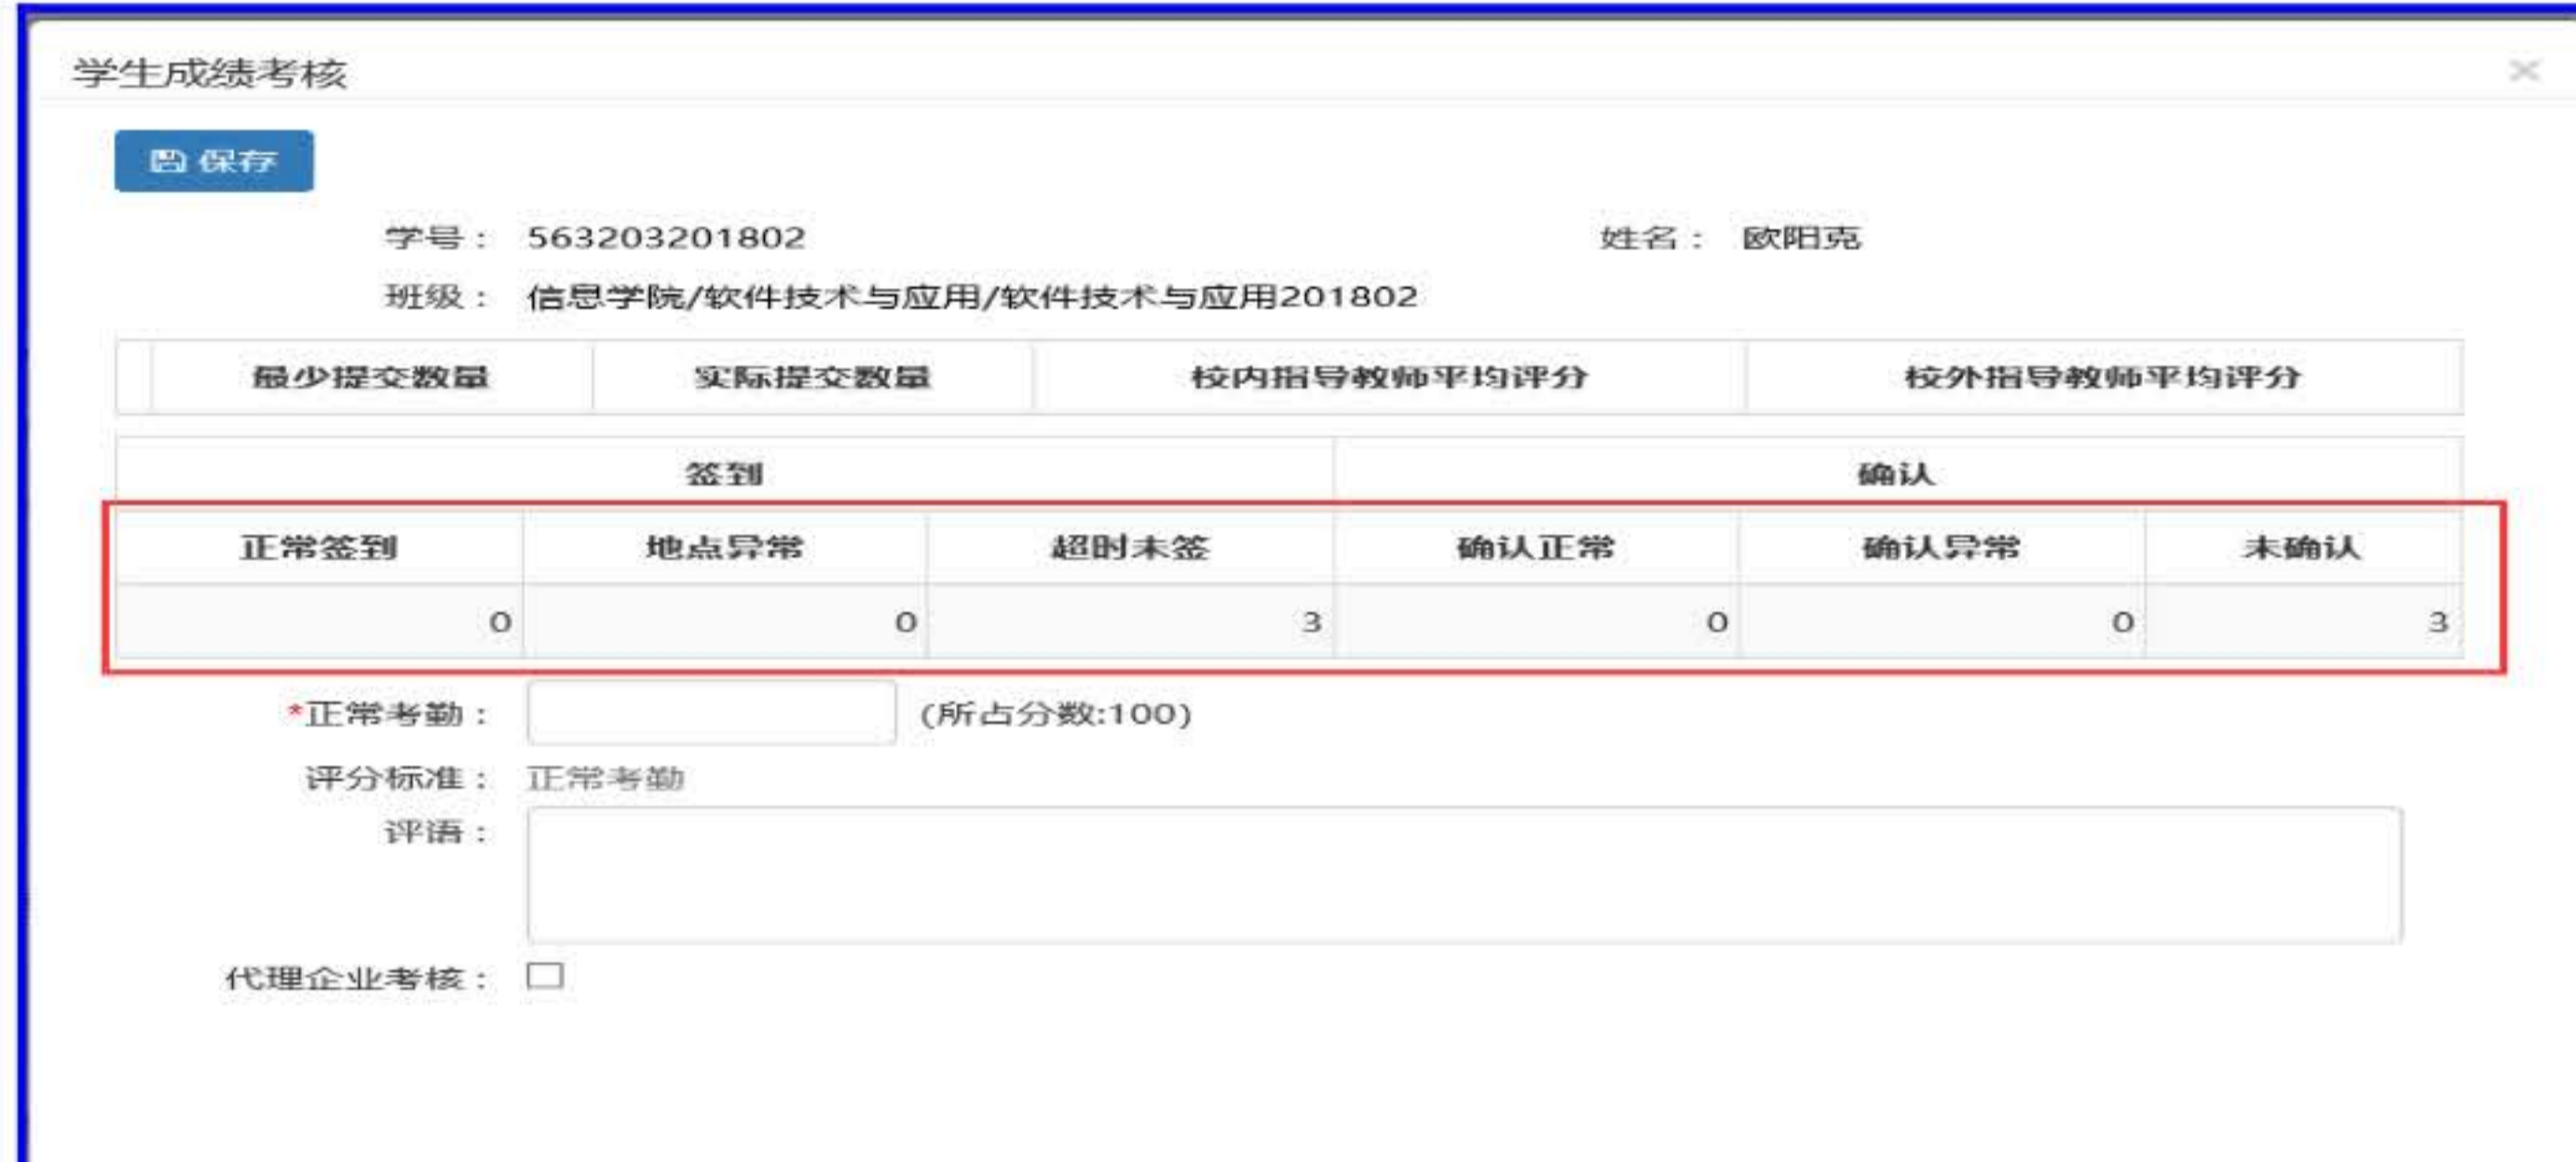 学生成绩考核 ×
保存
学号： 563203201802 姓名： 欧阳克
班级： 信息学院/软件技术与应用/软件技术与应用201802
最少提交数量 实际提交数量 校内指导教师平均评分 校外指导教师平均评分
签到 确认
正常签到 地点异常 超时未签 确认正常 确认异常 未确认
0 0 3 0 0 3
*正常考勤： (所占分数:100)
评分标准： 正常考勤
评语：
代理企业考核：